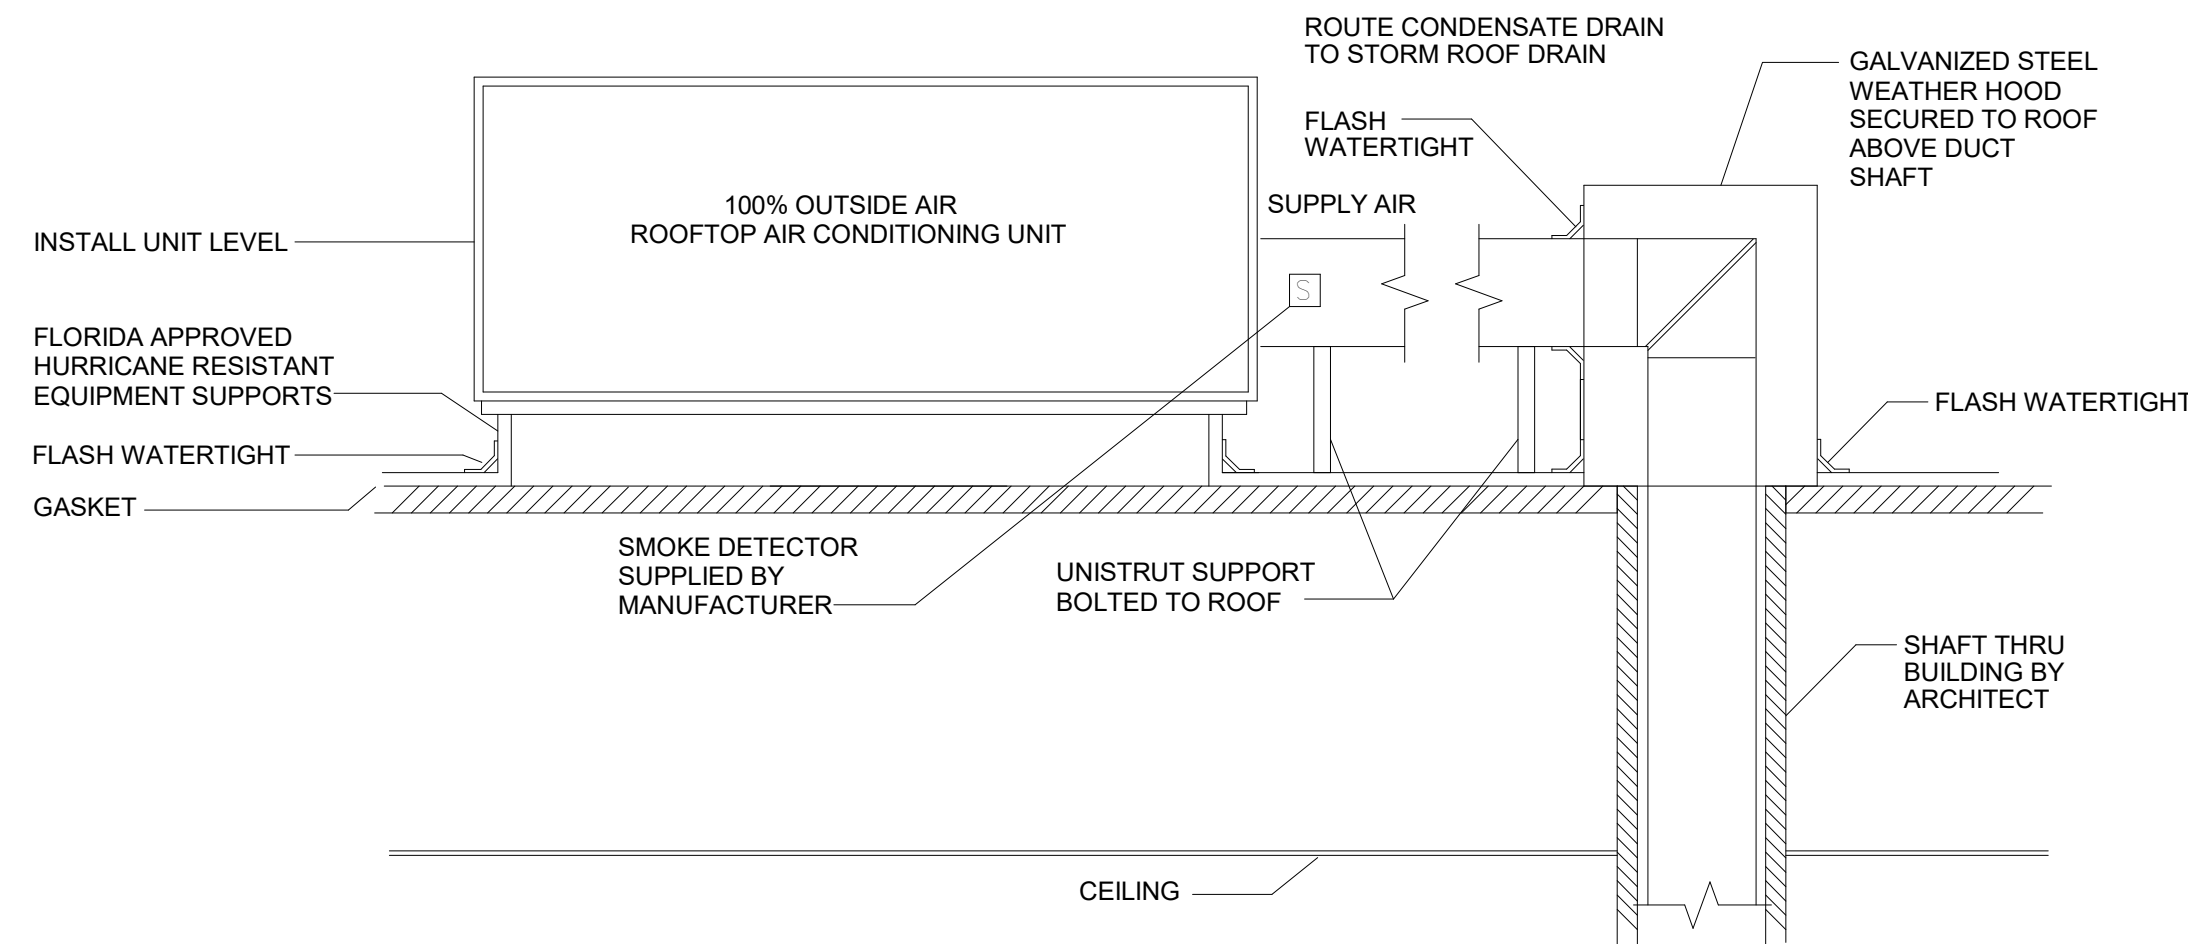 ROUTE CONDENSATE DRAIN
TO STORM ROOF DRAIN
GALVANIZED STEEL
WEATHER HOOD
SECURED TO ROOF
ABOVE DUCT
SHAFT
FLASH
WATERTIGHT
100% OUTSIDE AIR
ROOFTOP AIR CONDITIONING UNIT
SUPPLY AIR
INSTALL UNIT LEVEL
S
FLORIDA APPROVED
HURRICANE RESISTANT
EQUIPMENT SUPPORTS
FLASH WATERTIGHT
FLASH WATERTIGHT
GASKET
SMOKE DETECTOR
SUPPLIED BY
MANUFACTURER
UNISTRUT SUPPORT
BOLTED TO ROOF
SHAFT THRU
BUILDING BY
ARCHITECT
CEILING